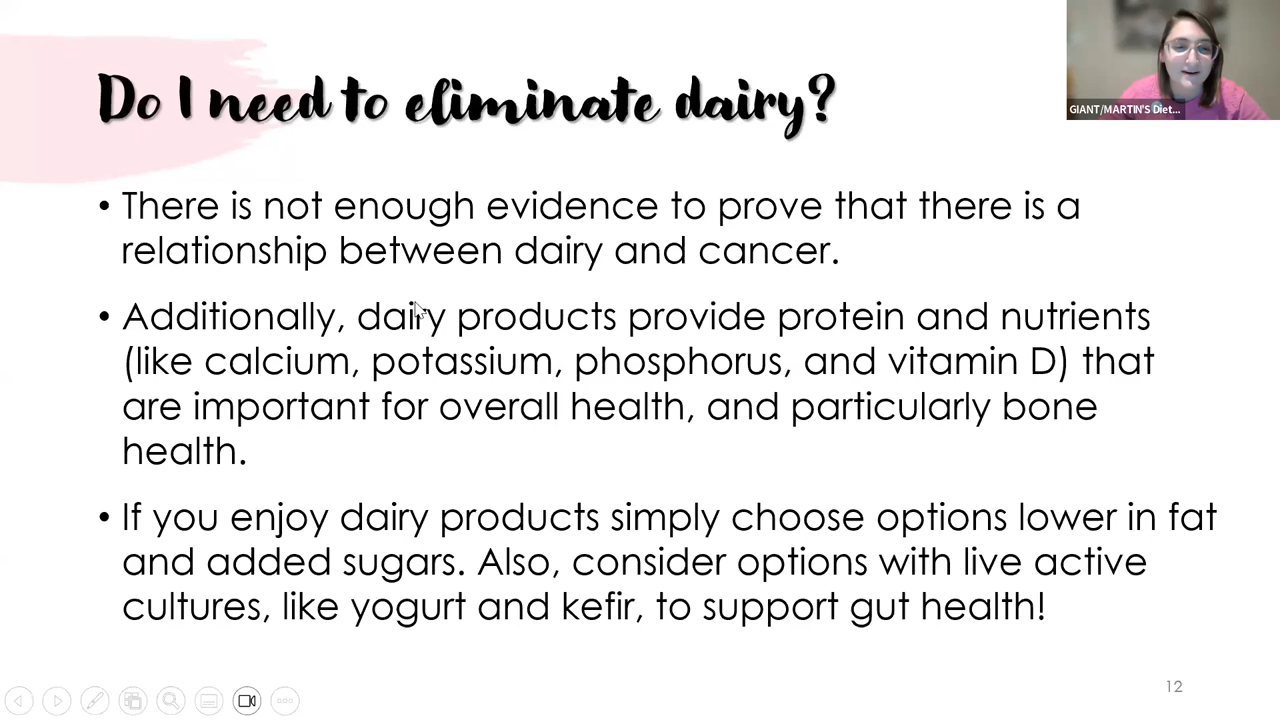 Do I need to eliminate dairy?
GIANT/MARTIN'S Diet...
• There is not enough evidence to prove that there is a
relationship between dairy and cancer.
• Additionally, dairy products provide protein and nutrients
(like calcium, potassium, phosphorus, and vitamin D) that
are important for overall health, and particularly bone
health.
• If you enjoy dairy products simply choose options lower in fat
and added sugars. Also, consider options with live active
cultures, like yogurt and kefir, to support gut health!
12